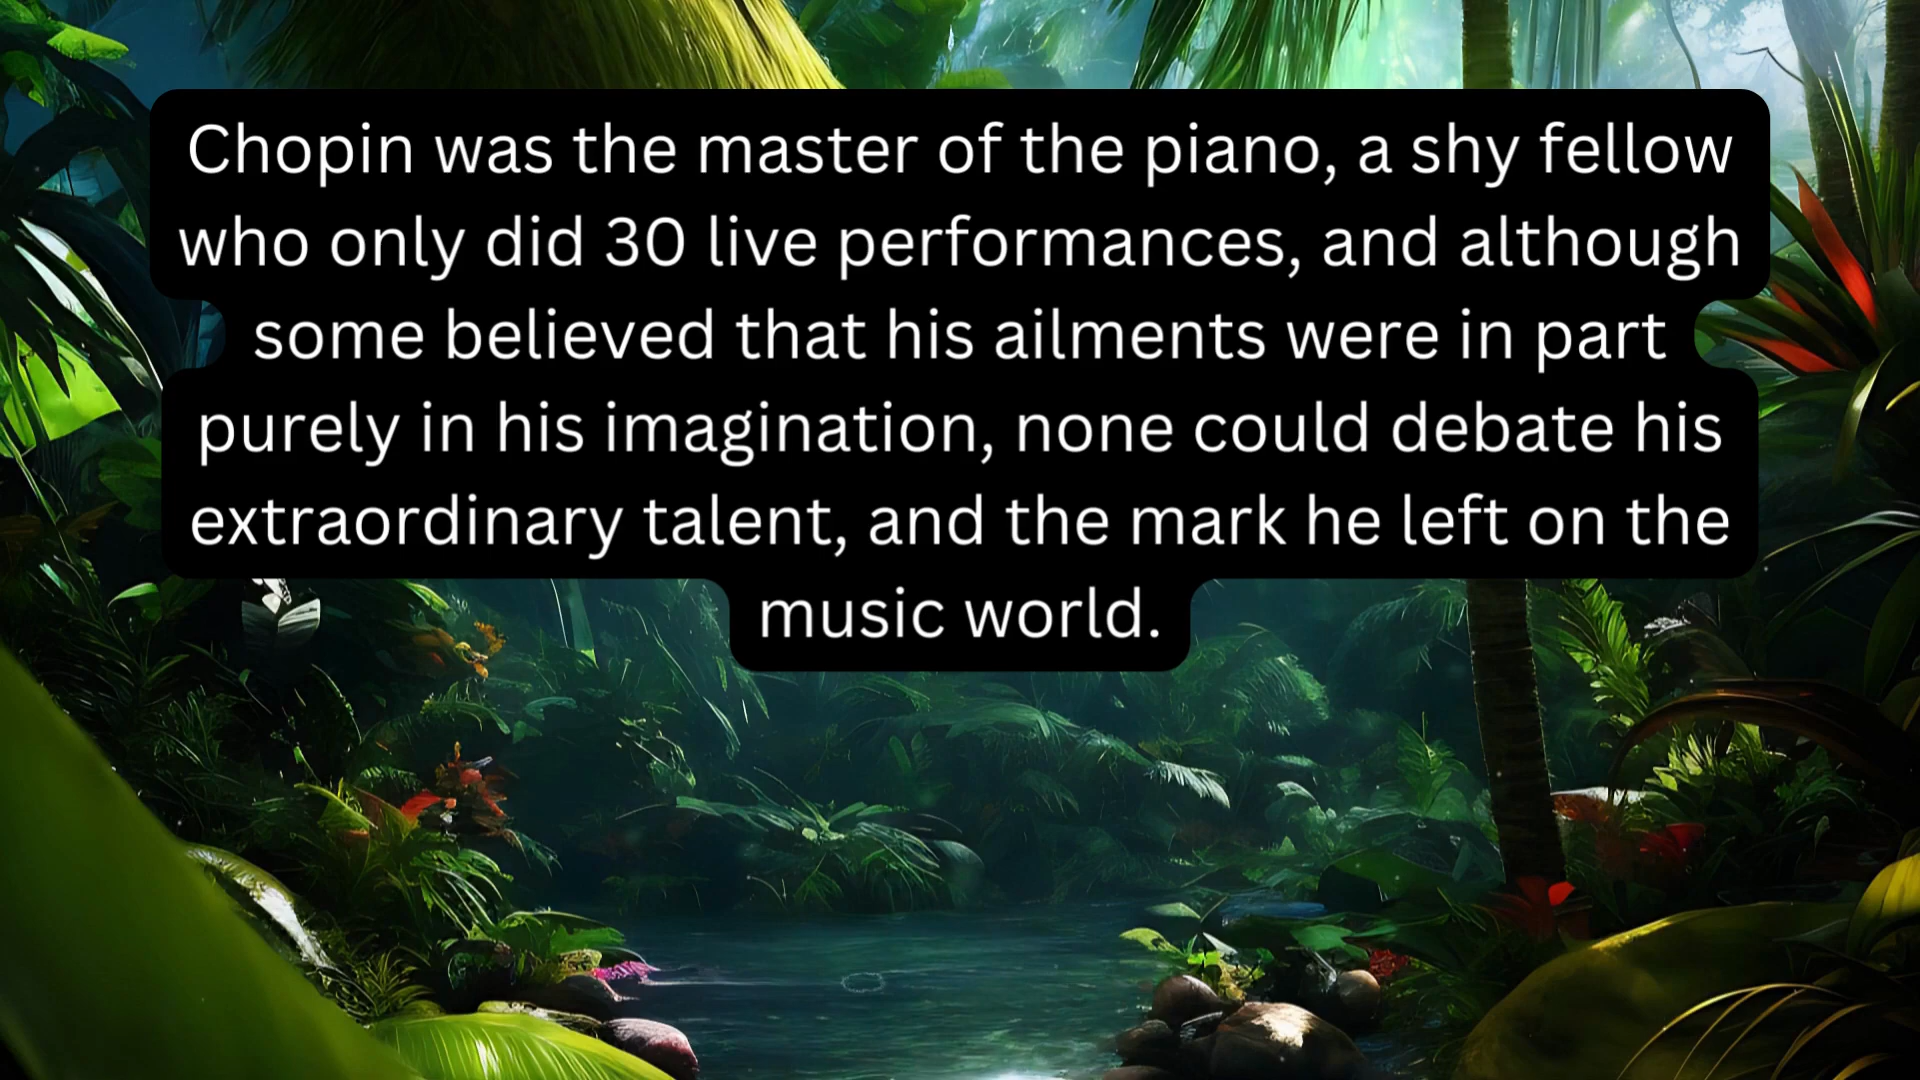 Chopin was the master of the piano, a shy fellow
who only did 30 live performances, and although
some believed that his ailments were in part
purely in his imagination, none could debate his
extraordinary talent, and the mark he left on the
music world.